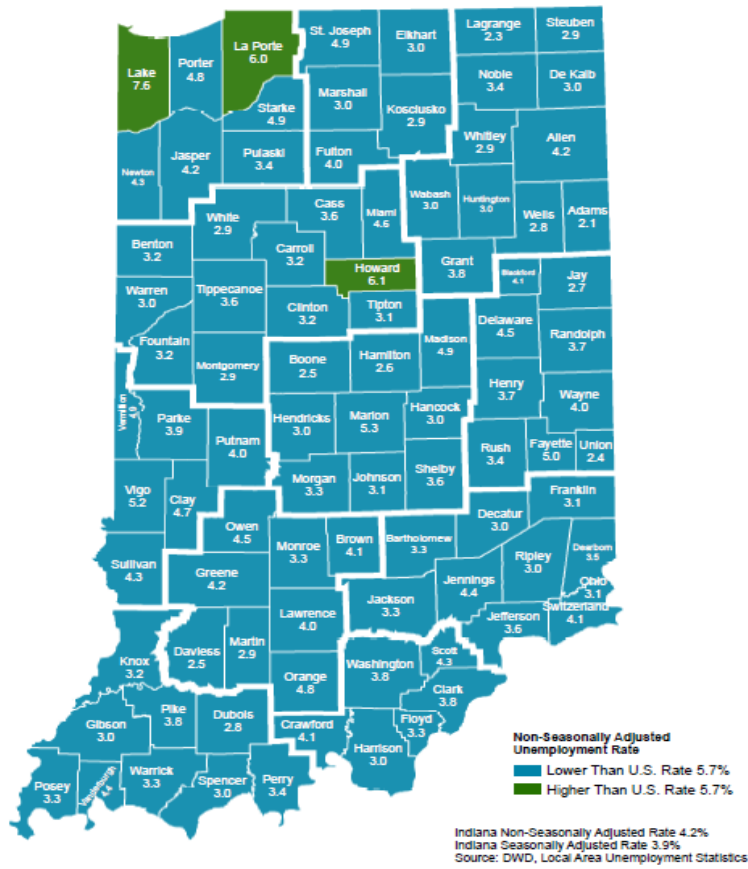 Lagrange
2.3
Steuben
2.9
St. Joseph
4.9
Elkhart
3.0
La Porte
6.0
Porter
4.8
Lake
7.6
Noble
3.4
De Kalb
3.0
Marshall
3.0
Starke
4.9
Kosciusko
2.9
Whitley
2.9
Allen
4.2
Jasper
4.2
Pulaski
3.4
Fulton
4.0
Newton
4.3
Wabash
3.0
Huntington
3.0
Cass
3.6
Miami
4.6
Wells
2.8
Adams
2.1
White
2.9
Benton
3.2
Carroll
3.2
Grant
3.8
Howard
6.1
Blackford
4.1
Jay
2.7
Warren
3.0
Tippecanoe
3.6
Clinton
3.2
Tipton
3.1
Delaware
4.5
Randolph
3.7
Fountain
3.2
Madison
4.9
Boone
2.5
Hamilton
2.6
Montgomery
2.9
Henry
3.7
Wayne
4.0
Vermillion
4.9
Parke
3.9
Hendricks
3.0
Marion
5.3
Hancock
3.0
Putnam
4.0
Rush
3.4
Fayette
5.0
Union
2.4
Morgan
3.3
Johnson
3.1
Shelby
3.6
Vigo
5.2
Clay
4.7
Franklin
3.1
Decatur
3.0
Owen
4.5
Monroe
3.3
Brown
4.1
Bartholomew
3.3
Dearborn
3.5
Ripley
3.0
Sullivan
4.3
Greene
4.2
Jennings
4.4
Ohio
3.1
Jackson
3.3
Switzerland
4.1
Lawrence
4.0
Jefferson
3.6
Daviess
2.5
Martin
2.9
Scott
4.3
Knox
3.2
Washington
3.8
Orange
4.8
Clark
3.8
Pike
3.8
Dubois
2.8
Gibson
3.0
Crawford
4.1
Floyd
3.3
Harrison
3.0
Posey
3.3
Vanderburgh
4.4
Warrick
3.3
Spencer
3.0
Perry
3.4
Non-Seasonally Adjusted
Unemployment Rate
Lower Than U.S. Rate 5.7%
Higher Than U.S. Rate 5.7%
Indiana Non-Seasonally Adjusted Rate 4.2%
Indiana Seasonally Adjusted Rate 3.9%
Source: DWD, Local Area Unemployment Statistics